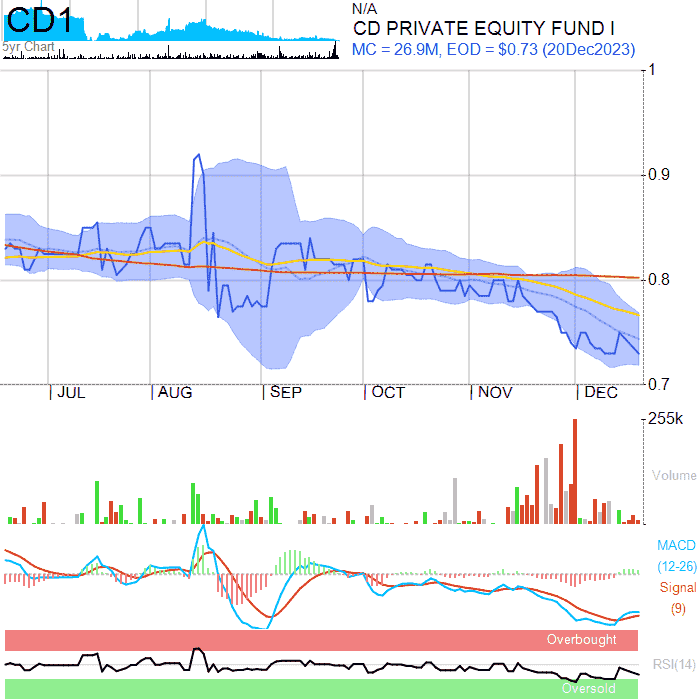 CD1
5yr Chart
N/A
CD PRIVATE EQUITY FUND I
MC = 26.9M, EOD = $0.73 (20Dec2023)
1
0.9
0.8
0.7
JUL AUG SEP OCT NOV DEC
255k
Volume
MACD
(12-26)
Signal
(9)
Overbought
RSI(14)
Oversold